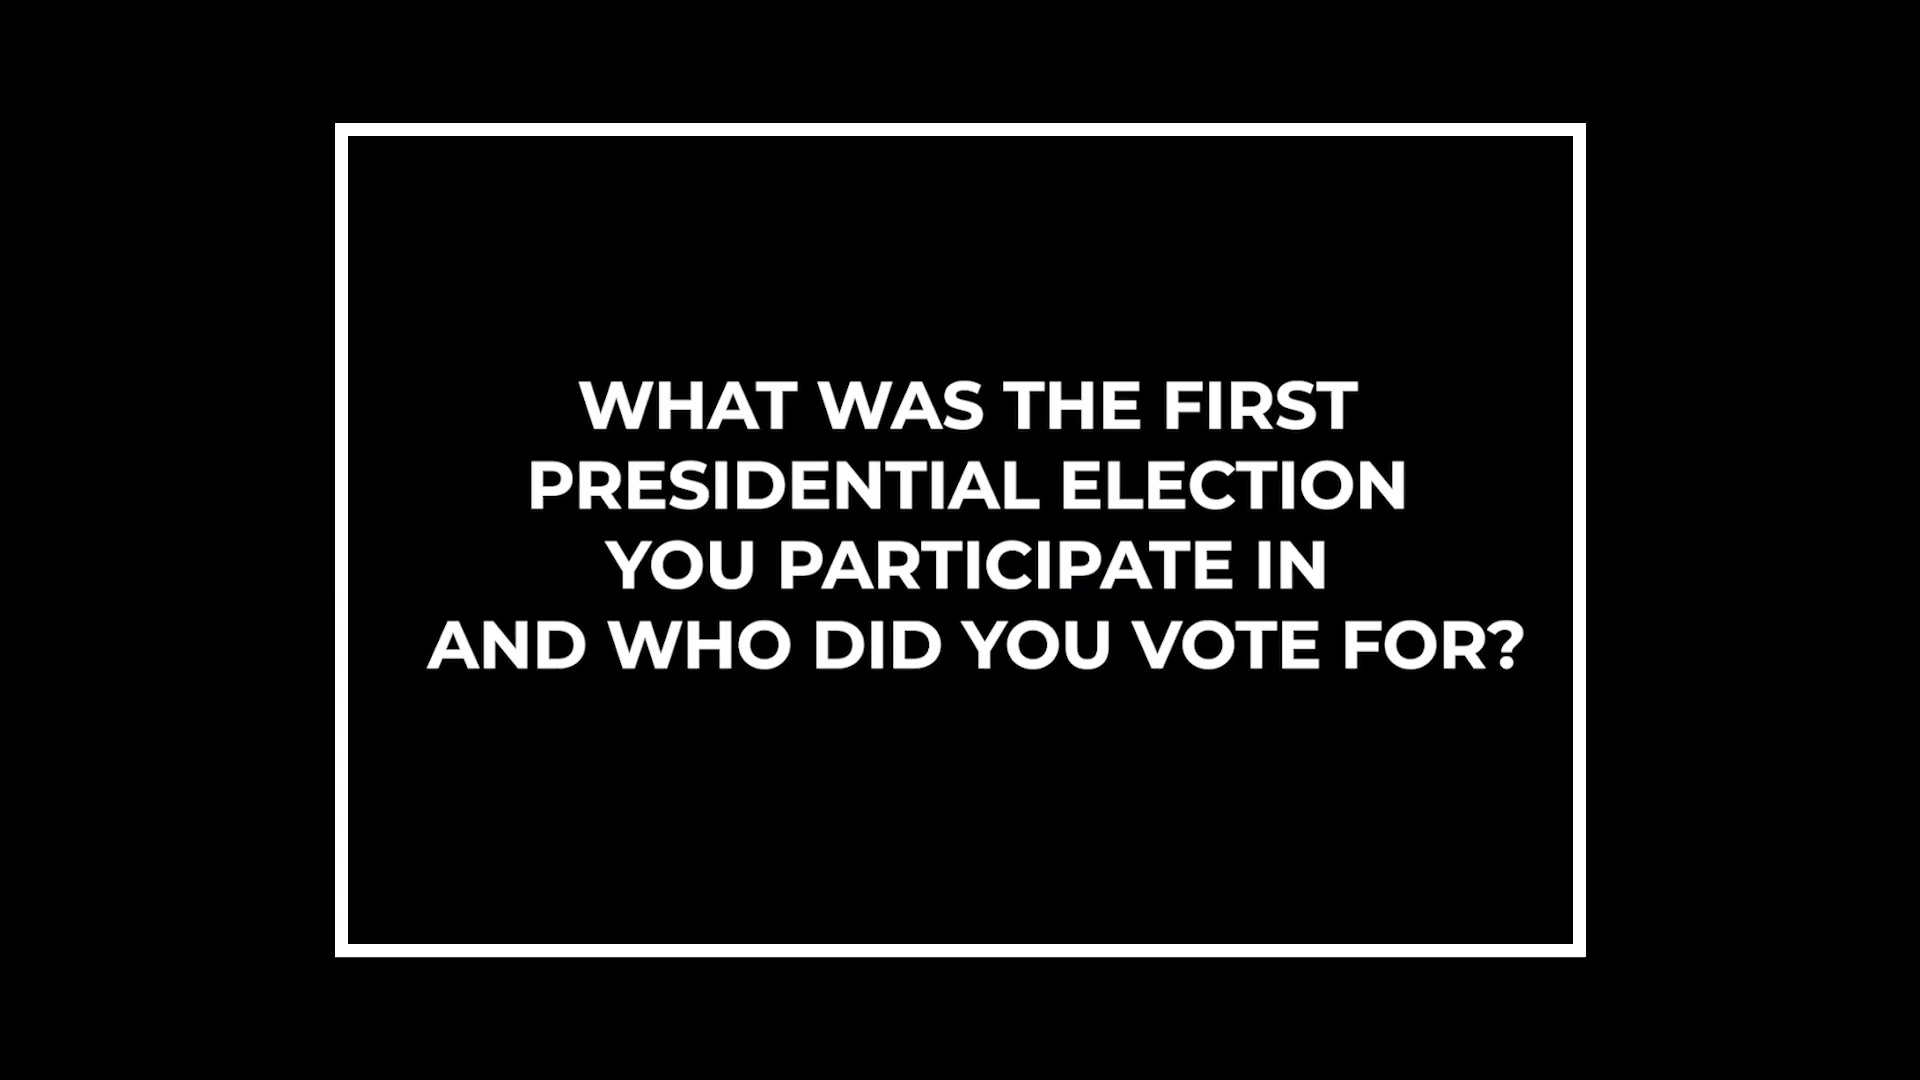 WHAT WAS THE FIRST
PRESIDENTIAL ELECTION
YOU PARTICIPATE IN
AND WHO DID YOU VOTE FOR?